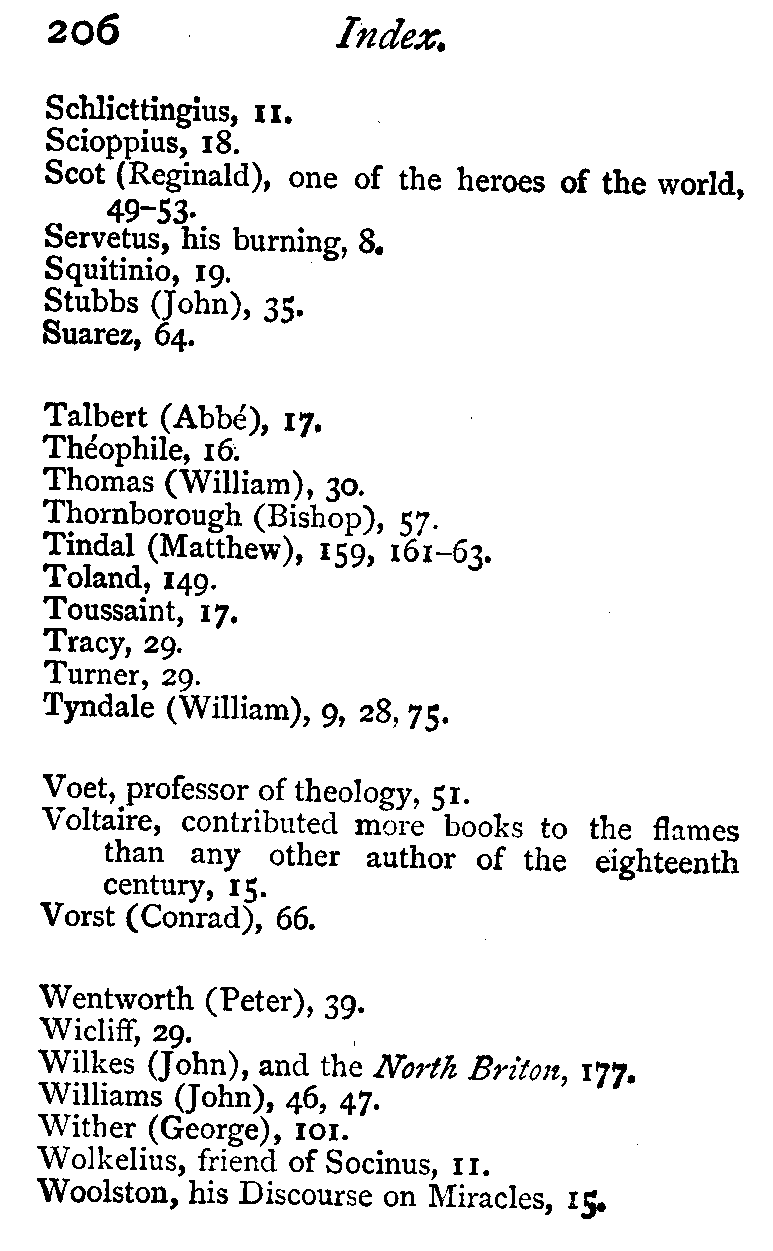 206 Index.
Schlicttingius, 11.
Scioppius, 18.
Scot (Reginald), one of the heroes of the world,
49-53.
Servetus, his burning, 8.
Squitinio, 19.
Stubbs (John), 35.
Suarez, 64.
Talbert (Abbé), 17.
Théophile, 16.
Thomas (William), 30.
Thornborough (Bishop), 57.
Tindal (Matthew), 159, 161-63.
Toland, 149.
Toussaint, 17.
Tracy, 29.
Turner, 29.
Tyndale (William), 9, 28, 75.
Voet, professor of theology, 51.
Voltaire, contributed more books to the flames
than any other author of the eighteenth
century, 15.
Vorst (Conrad), 66.
Wentworth (Peter), 39.
Wicliff, 29.
Wilkes (John), and the North Briton, 177.
Williams (John), 46, 47.
Wither (George), 101.
Wolkelius, friend of Socinus, 11.
Woolston, his Discourse on Miracles, 15.